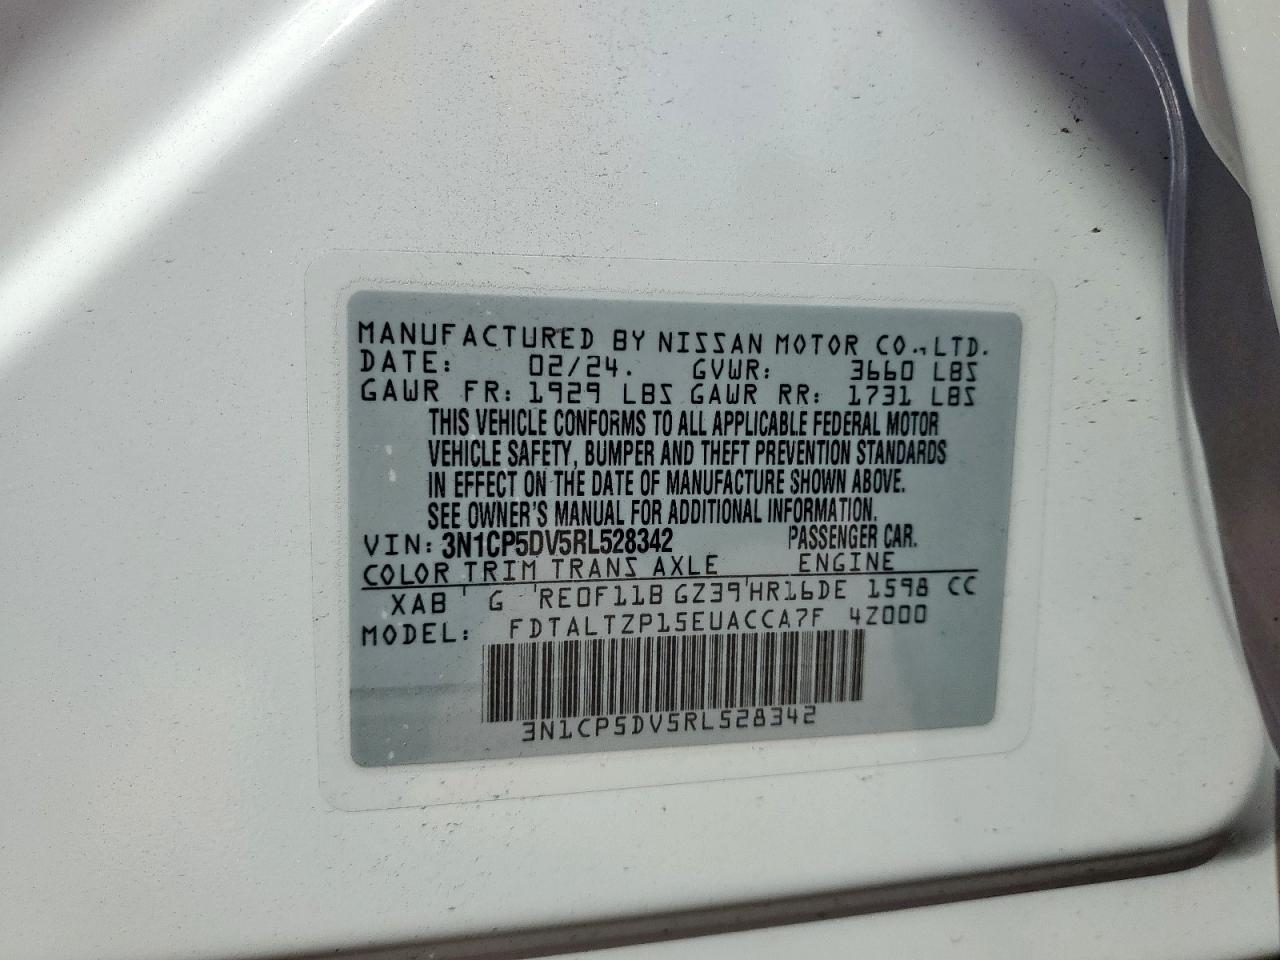 MANUFACTURED BY NISSAN MOTOR CO.,LTD.
DATE: 02/24. GVWR: 3660 LBS
GAWR FR: 1929 LBS GAWR RR: 1731 LBS
THIS VEHICLE CONFORMS TO ALL APPLICABLE FEDERAL MOTOR
VEHICLE SAFETY, BUMPER AND THEFT PREVENTION STANDARDS
IN EFFECT ON THE DATE OF MANUFACTURE SHOWN ABOVE.
SEE OWNER'S MANUAL FOR ADDITIONAL INFORMATION.
VIN: 3N1CP5DV5RL528342 PASSENGER CAR.
COLOR TRIM TRANS AXLE ENGINE
XAB G RE0F11B GZ39 HR16DE 1598 CC
MODEL: FDTALTZP15EUACCA7F 4Z000
3N1CP5DV5RL528342